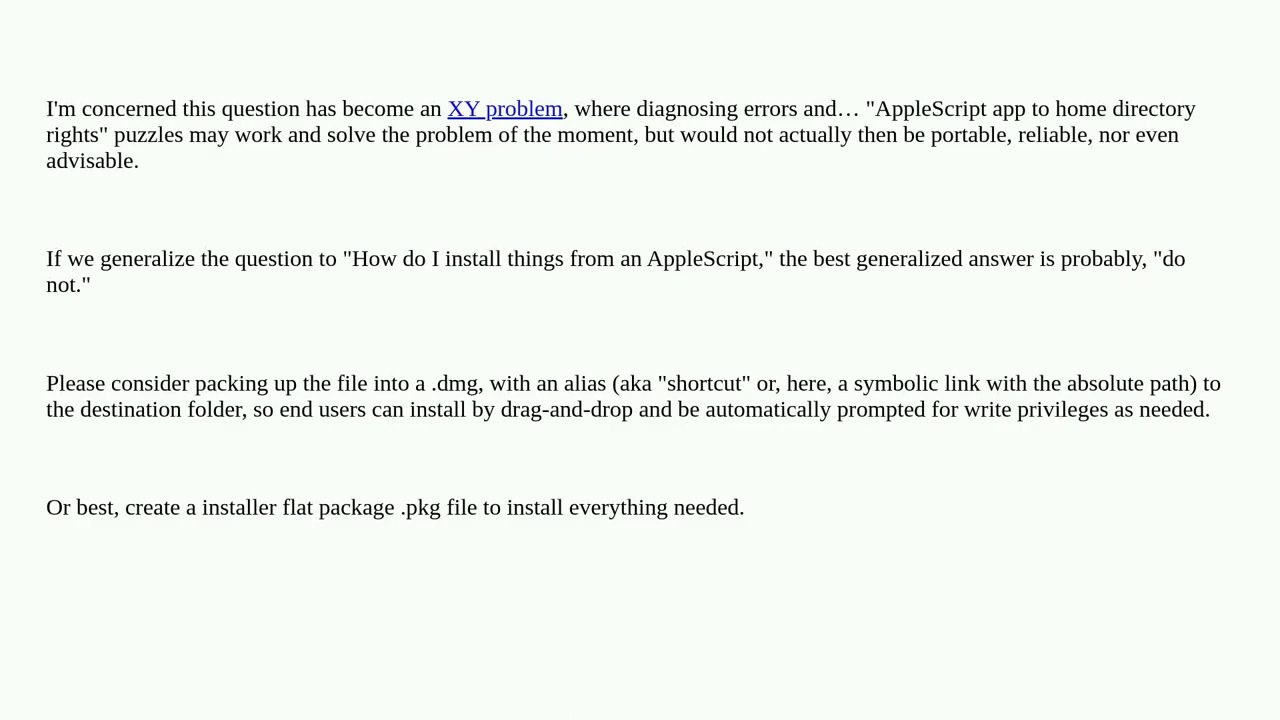 I'm concerned this question has become an XY problem, where diagnosing errors and… "AppleScript app to home directory
rights" puzzles may work and solve the problem of the moment, but would not actually then be portable, reliable, nor even
advisable.
If we generalize the question to "How do I install things from an AppleScript," the best generalized answer is probably, "do
not."
Please consider packing up the file into a .dmg, with an alias (aka "shortcut" or, here, a symbolic link with the absolute path) to
the destination folder, so end users can install by drag-and-drop and be automatically prompted for write privileges as needed.
Or best, create a installer flat package .pkg file to install everything needed.